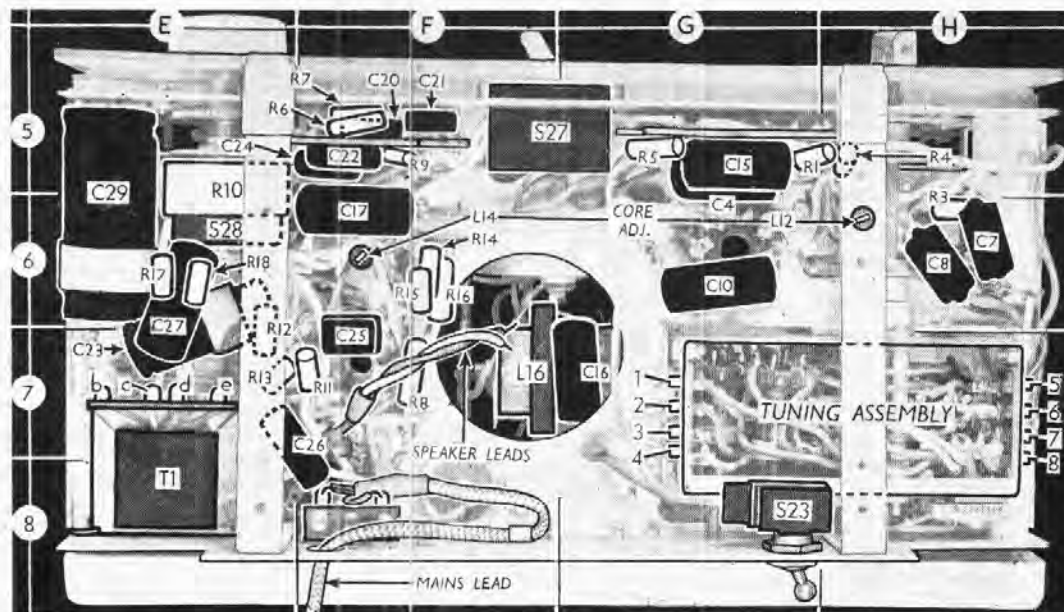 E F G H
R7 C20 C21
R6
5 S27
C24 C22 R9 R5 C15 R1 R4
C29 R10 C4 R3
C17 L14 CORE L12 C7
S28 ADJ.
6 R14 C8
R17 R18 R15 R16 C10
C27 R12 C25
C23 L16 C16
7 b c d e R13 R11 R8 1 TUNING ASSEMBLY 5
2 6
3 7
C26 SPEAKER LEADS 4 8
T1
8 S23
MAINS LEAD